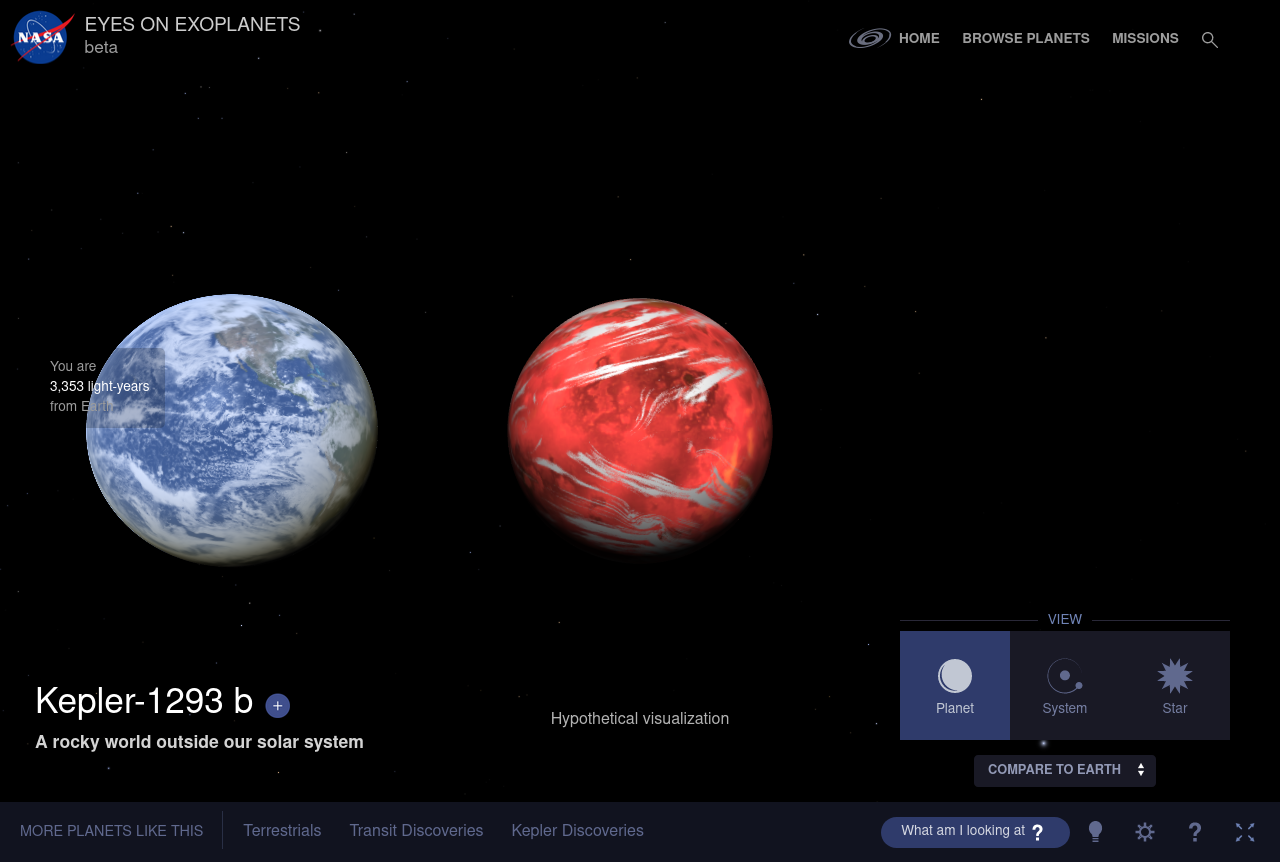 NASA
EYES ON EXOPLANETS
beta
HOME
BROWSE PLANETS
MISSIONS
You are
3,353 light-years
from Earth
VIEW
Planet
System
Star
Kepler-1293 b +
A rocky world outside our solar system
Hypothetical visualization
COMPARE TO EARTH
MORE PLANETS LIKE THIS
Terrestrials
Transit Discoveries
Kepler Discoveries
What am I looking at ?
?